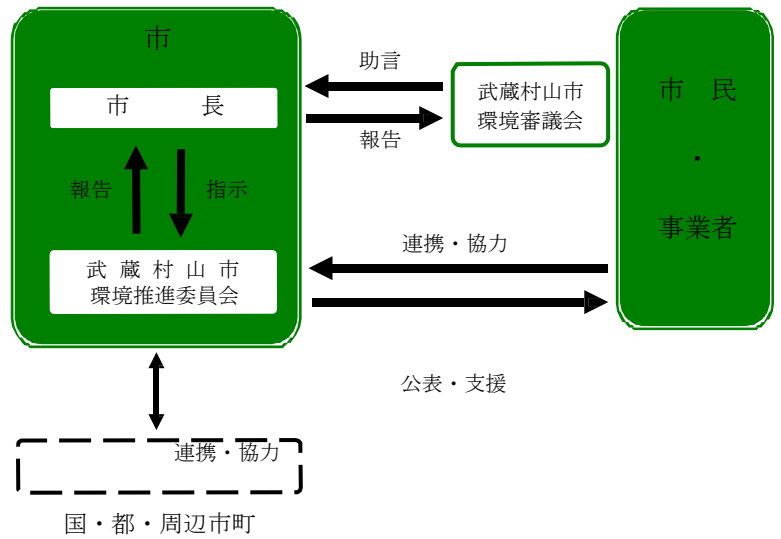 市
市　　　長
報告
指示
武 蔵 村 山 市
環境推進委員会
助言
報告
武蔵村山市
環境審議会
市　民
・
事業者
連携・協力
公表・支援
連携・協力
国・都・周辺市町